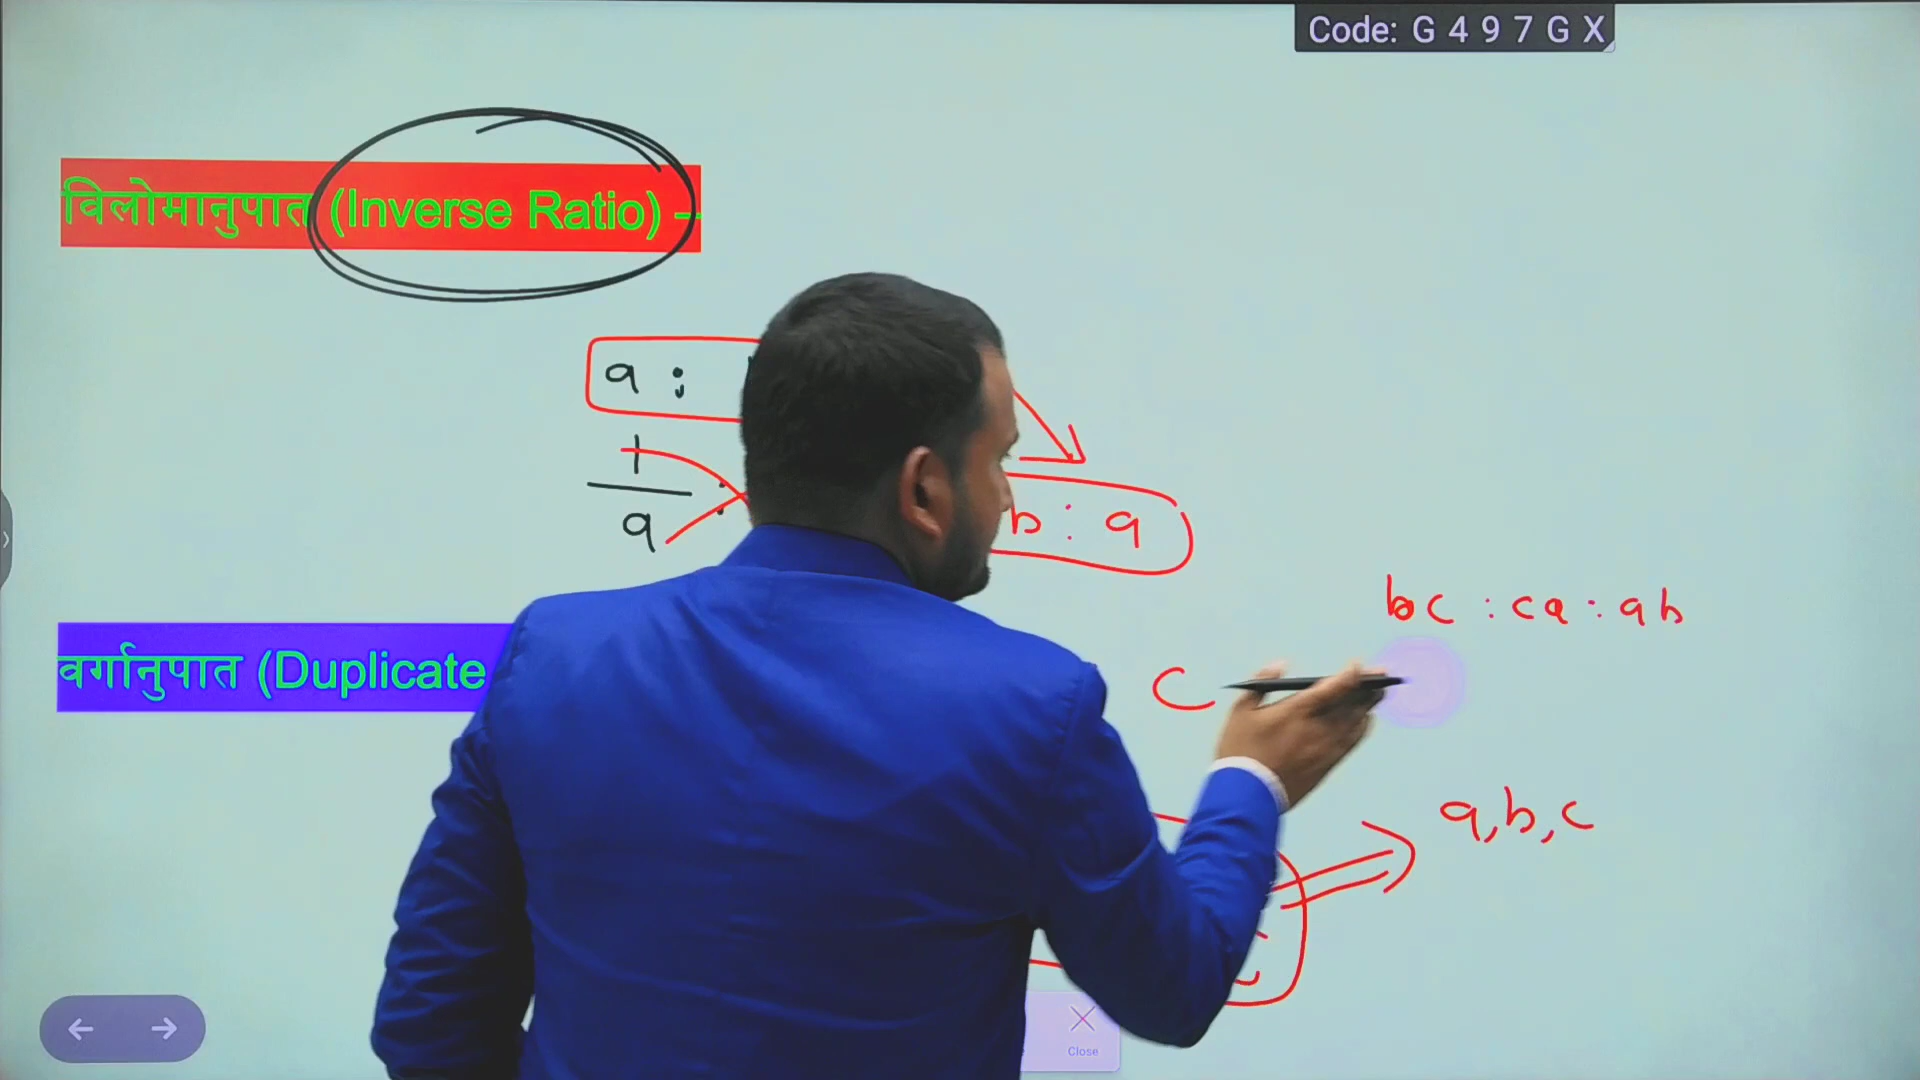 Code: G 4 9 7 G X
विलोमानुपात (Inverse Ratio) –
a :
1
a :
b : a
bc : ca : ab
वर्गानुपात (Duplicate
C
a, b, c
Close